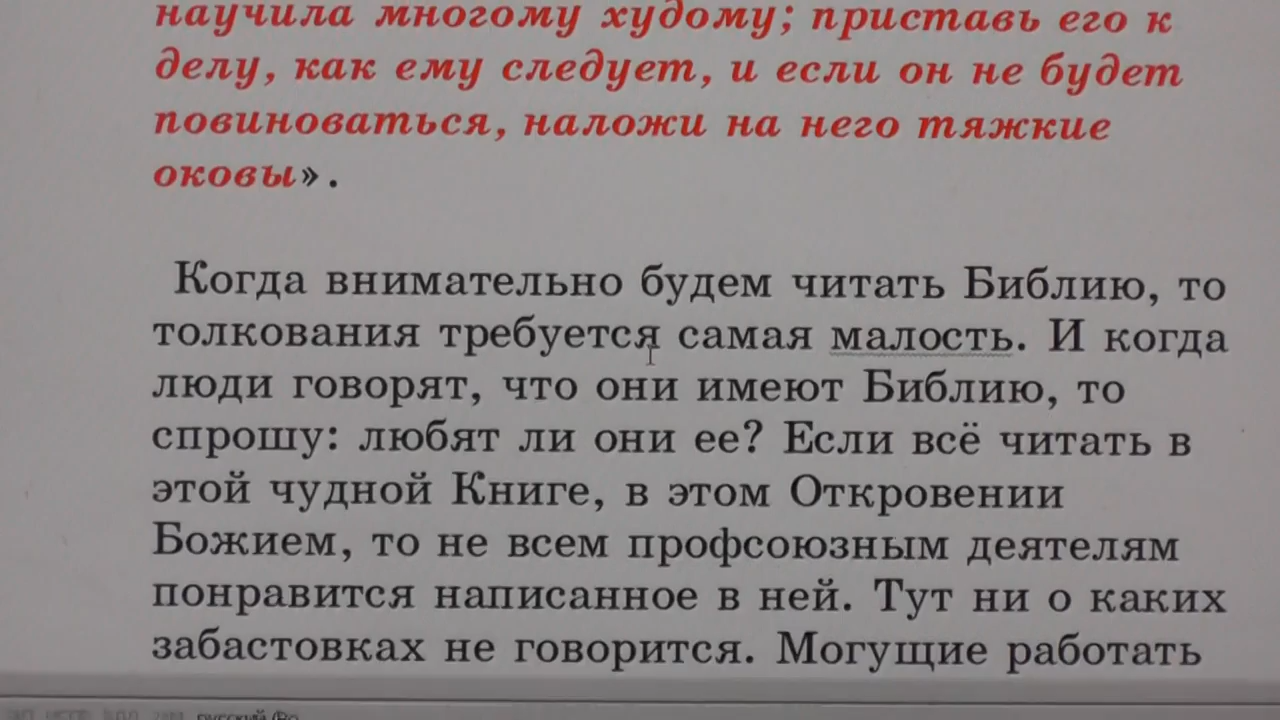 научила многому худому; приставь его к
делу, как ему следует, и если он не будет
повиноваться, наложи на него тяжкие
оковы».
Когда внимательно будем читать Библию, то
толкования требуется самая малость. И когда
люди говорят, что они имеют Библию, то
спрошу: любят ли они ее? Если всё читать в
этой чудной Книге, в этом Откровении
Божием, то не всем профсоюзным деятелям
понравится написанное в ней. Тут ни о каких
забастовках не говорится. Могущие работать
русский (Ро